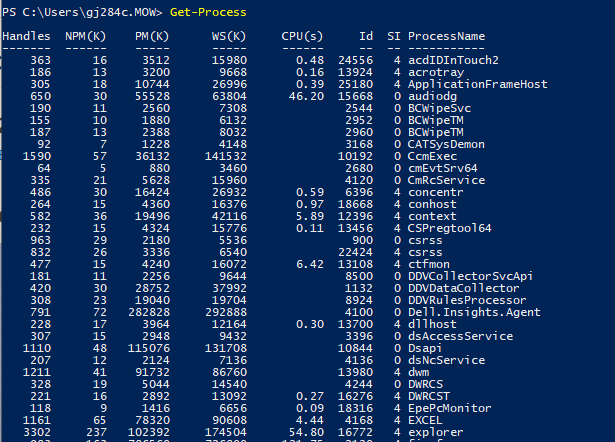 PS C:\Users\gj284c.MOW> Get-Process
Handles NPM(K) PM(K) WS(K) CPU(s) Id SI ProcessName
------- ------ ----- ----- ------ -- -- -----------
363 16 3512 15980 0.48 24556 4 acdIDInTouch2
186 13 3200 9668 0.16 13924 4 acrotray
305 18 10744 26996 0.39 25180 4 ApplicationFrameHost
650 30 55528 63804 46.20 15668 0 audiodg
190 11 2560 7308 2544 0 BCWipeSvc
155 10 1880 6132 2952 0 BCWipeTM
187 13 2388 8032 2960 0 BCWipeTM
92 7 1228 4148 3168 0 CATSysDemon
1590 57 36132 141532 10192 0 CcmExec
64 5 880 3460 2680 0 cmEvtSrv64
335 21 5628 15960 4120 0 CmRcService
486 30 16424 26932 0.59 6396 4 concentr
264 15 4360 16376 0.97 18668 4 conhost
582 36 19496 42116 5.89 12396 4 context
232 15 4324 15776 0.11 13456 4 CSPregtool64
963 29 2180 5536 900 0 csrss
832 26 3336 6540 22424 4 csrss
477 15 4240 16072 6.42 13108 4 ctfmon
181 11 2256 9644 8500 0 DDVCollectorSvcApi
420 30 28752 37992 1132 0 DDVDataCollector
308 23 19040 19704 8924 0 DDVRulesProcessor
791 72 282828 292888 4100 0 Dell.Insights.Agent
228 17 3964 12164 0.30 13700 4 dllhost
307 15 2948 9432 3396 0 dsAccessService
1110 48 115076 131708 10844 0 Dsapi
207 12 2124 7136 4136 0 dsNcService
1211 41 91732 86760 13980 4 dwm
328 19 5044 14540 4244 0 DWRCS
221 16 2892 13092 0.27 16276 4 DWRCST
118 9 1416 6656 0.09 18316 4 EpePcMonitor
1161 65 78320 90608 4.44 4168 4 EXCEL
3302 237 102392 174504 54.80 16772 4 explorer